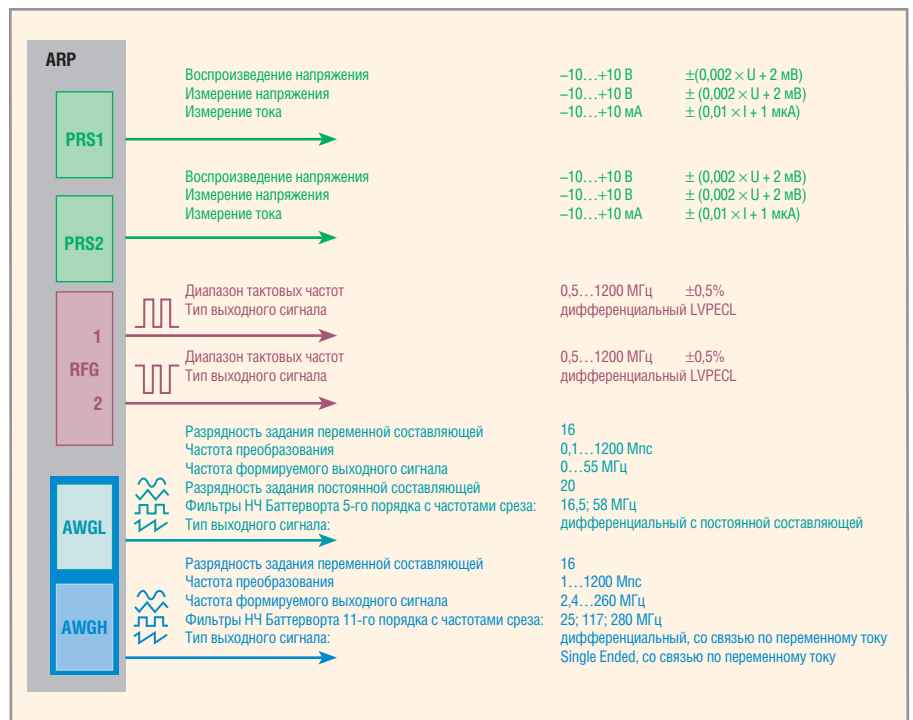 ARP
Воспроизведение напряжения –10…+10 В ±(0,002 × U + 2 мВ)
Измерение напряжения –10…+10 В ± (0,002 × U + 2 мВ)
Измерение тока –10…+10 мА ± (0,01 × I + 1 мкА)
PRS1
Воспроизведение напряжения –10…+10 В ± (0,002 × U + 2 мВ)
Измерение напряжения –10…+10 В ± (0,002 × U + 2 мВ)
Измерение тока –10…+10 мА ± (0,01 × I + 1 мкА)
PRS2
Диапазон тактовых частот 0,5…1200 МГц ±0,5%
Тип выходного сигнала дифференциальный LVPECL
1
RFG
Диапазон тактовых частот 0,5…1200 МГц ±0,5%
Тип выходного сигнала дифференциальный LVPECL
2
Разрядность задания переменной составляющей 16
Частота преобразования 0,1…1200 Мпс
Частота формируемого выходного сигнала 0…55 МГц
Разрядность задания постоянной составляющей 20
Фильтры НЧ Баттерворта 5-го порядка с частотами среза: 16,5; 58 МГц
Тип выходного сигнала: дифференциальный с постоянной составляющей
AWGL
Разрядность задания переменной составляющей 16
Частота преобразования 1…1200 Мпс
Частота формируемого выходного сигнала 2,4…260 МГц
Фильтры НЧ Баттерворта 11-го порядка с частотами среза: 25; 117; 280 МГц
Тип выходного сигнала: дифференциальный, со связью по переменному току
Single Ended, со связью по переменному току
AWGH